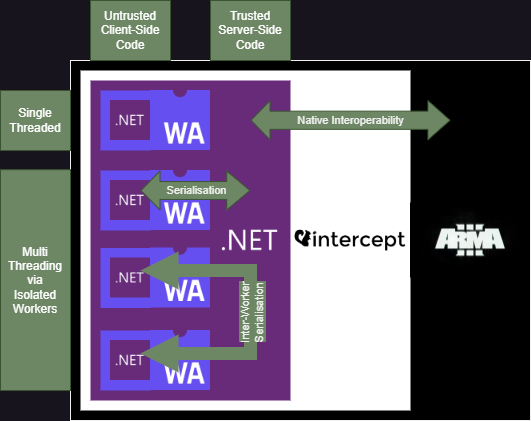 Untrusted
Client-Side
Code
Trusted
Server-Side
Code
Single
Threaded
.NET
WA
Native Interoperability
Multi
Threading
via
Isolated
Workers
.NET
WA
Serialisation
.NET
intercept
ARMA
III
.NET
WA
Inter-Worker
Serialisation
.NET
WA